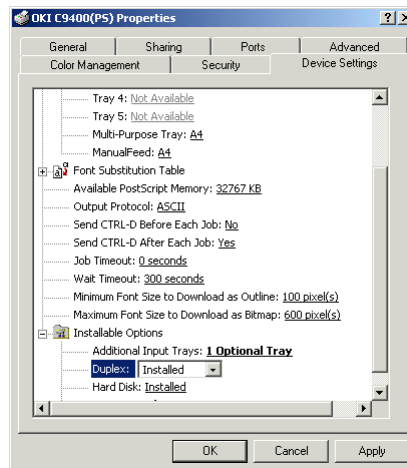 OKI C9400(PS) Properties
General Sharing Ports Advanced
Color Management Security Device Settings
Tray 4: Not Available
Tray 5: Not Available
Multi-Purpose Tray: A4
ManualFeed: A4
Font Substitution Table
Available PostScript Memory: 32767 KB
Output Protocol: ASCII
Send CTRL-D Before Each Job: No
Send CTRL-D After Each Job: Yes
Job Timeout: 0 seconds
Wait Timeout: 300 seconds
Minimum Font Size to Download as Outline: 100 pixel(s)
Maximum Font Size to Download as Bitmap: 600 pixel(s)
Installable Options
Additional Input Trays: 1 Optional Tray
Duplex: Installed
Hard Disk: Installed
OK Cancel Apply